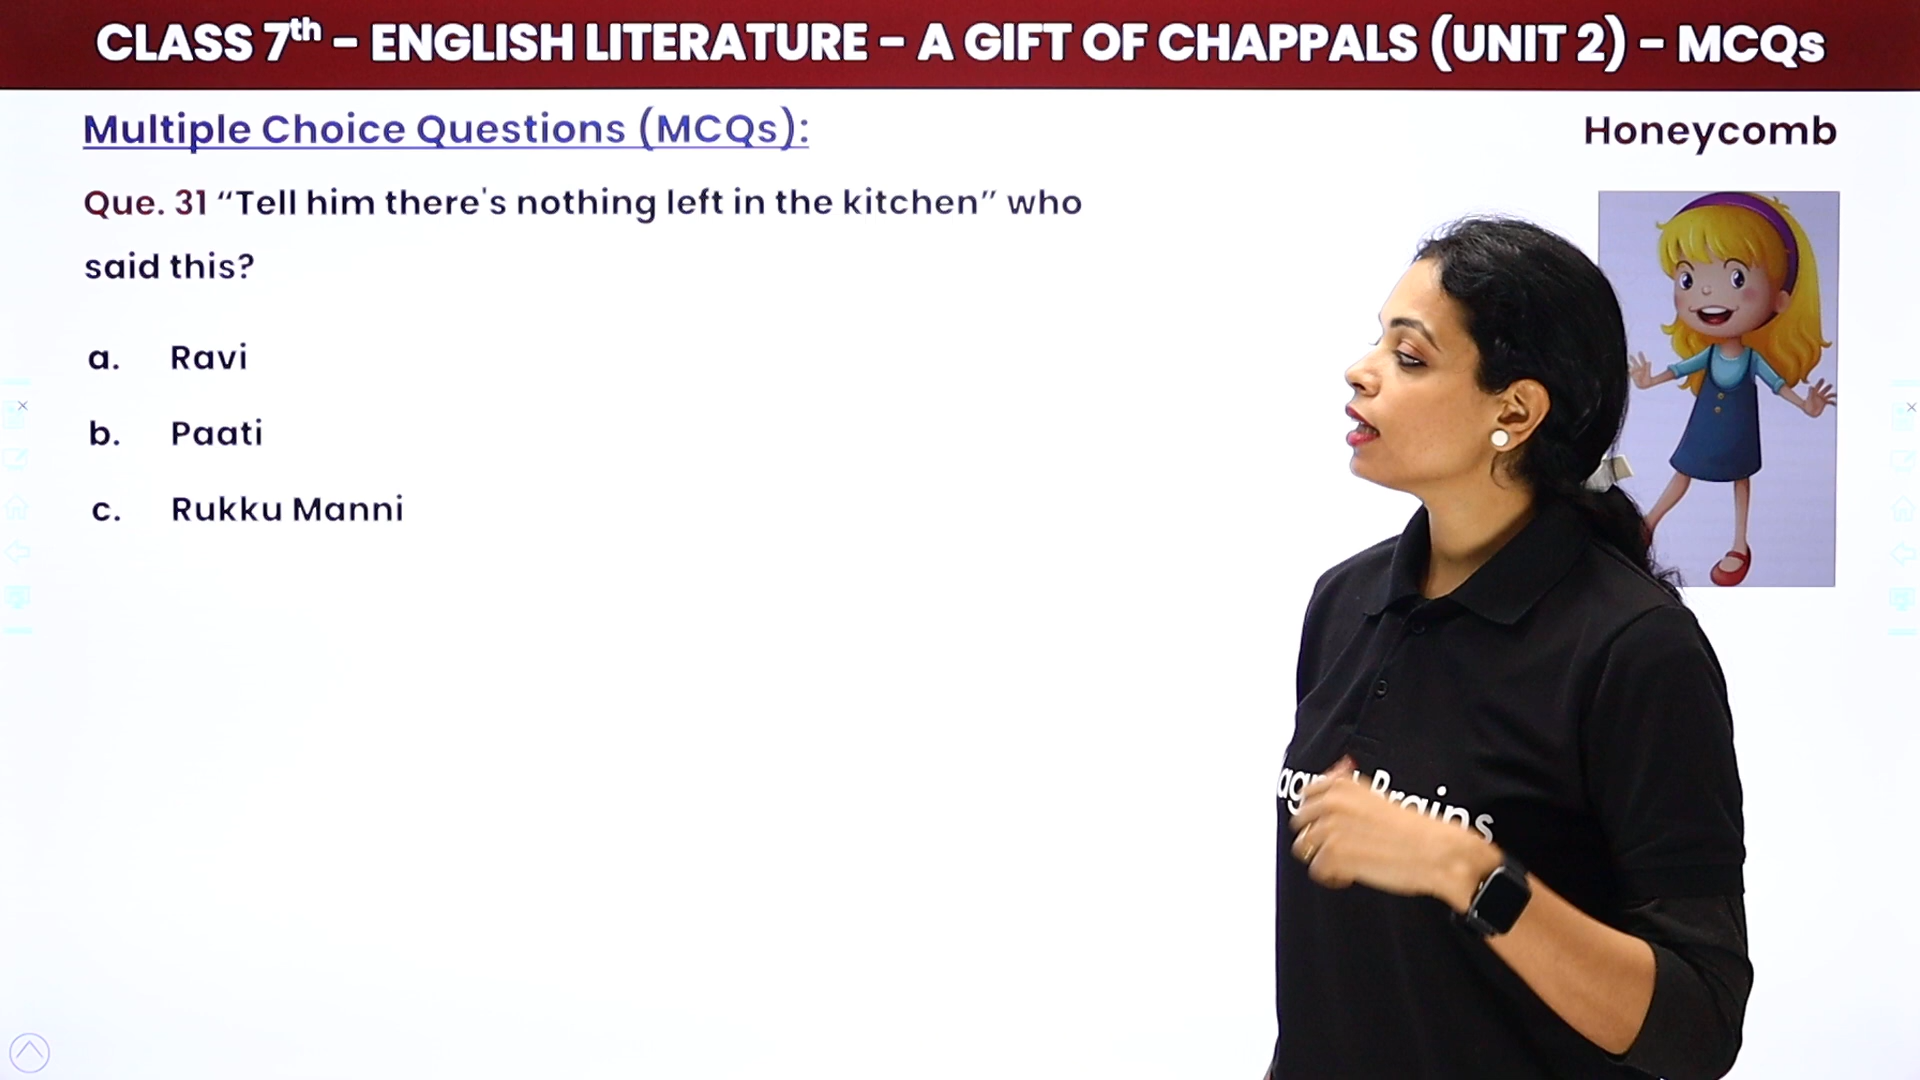 CLASS 7th – ENGLISH LITERATURE – A GIFT OF CHAPPALS (UNIT 2) – MCQs
Multiple Choice Questions (MCQs):
Honeycomb
Que. 31 “Tell him there's nothing left in the kitchen” who
said this?
a. Ravi
b. Paati
c. Rukku Manni
Brains